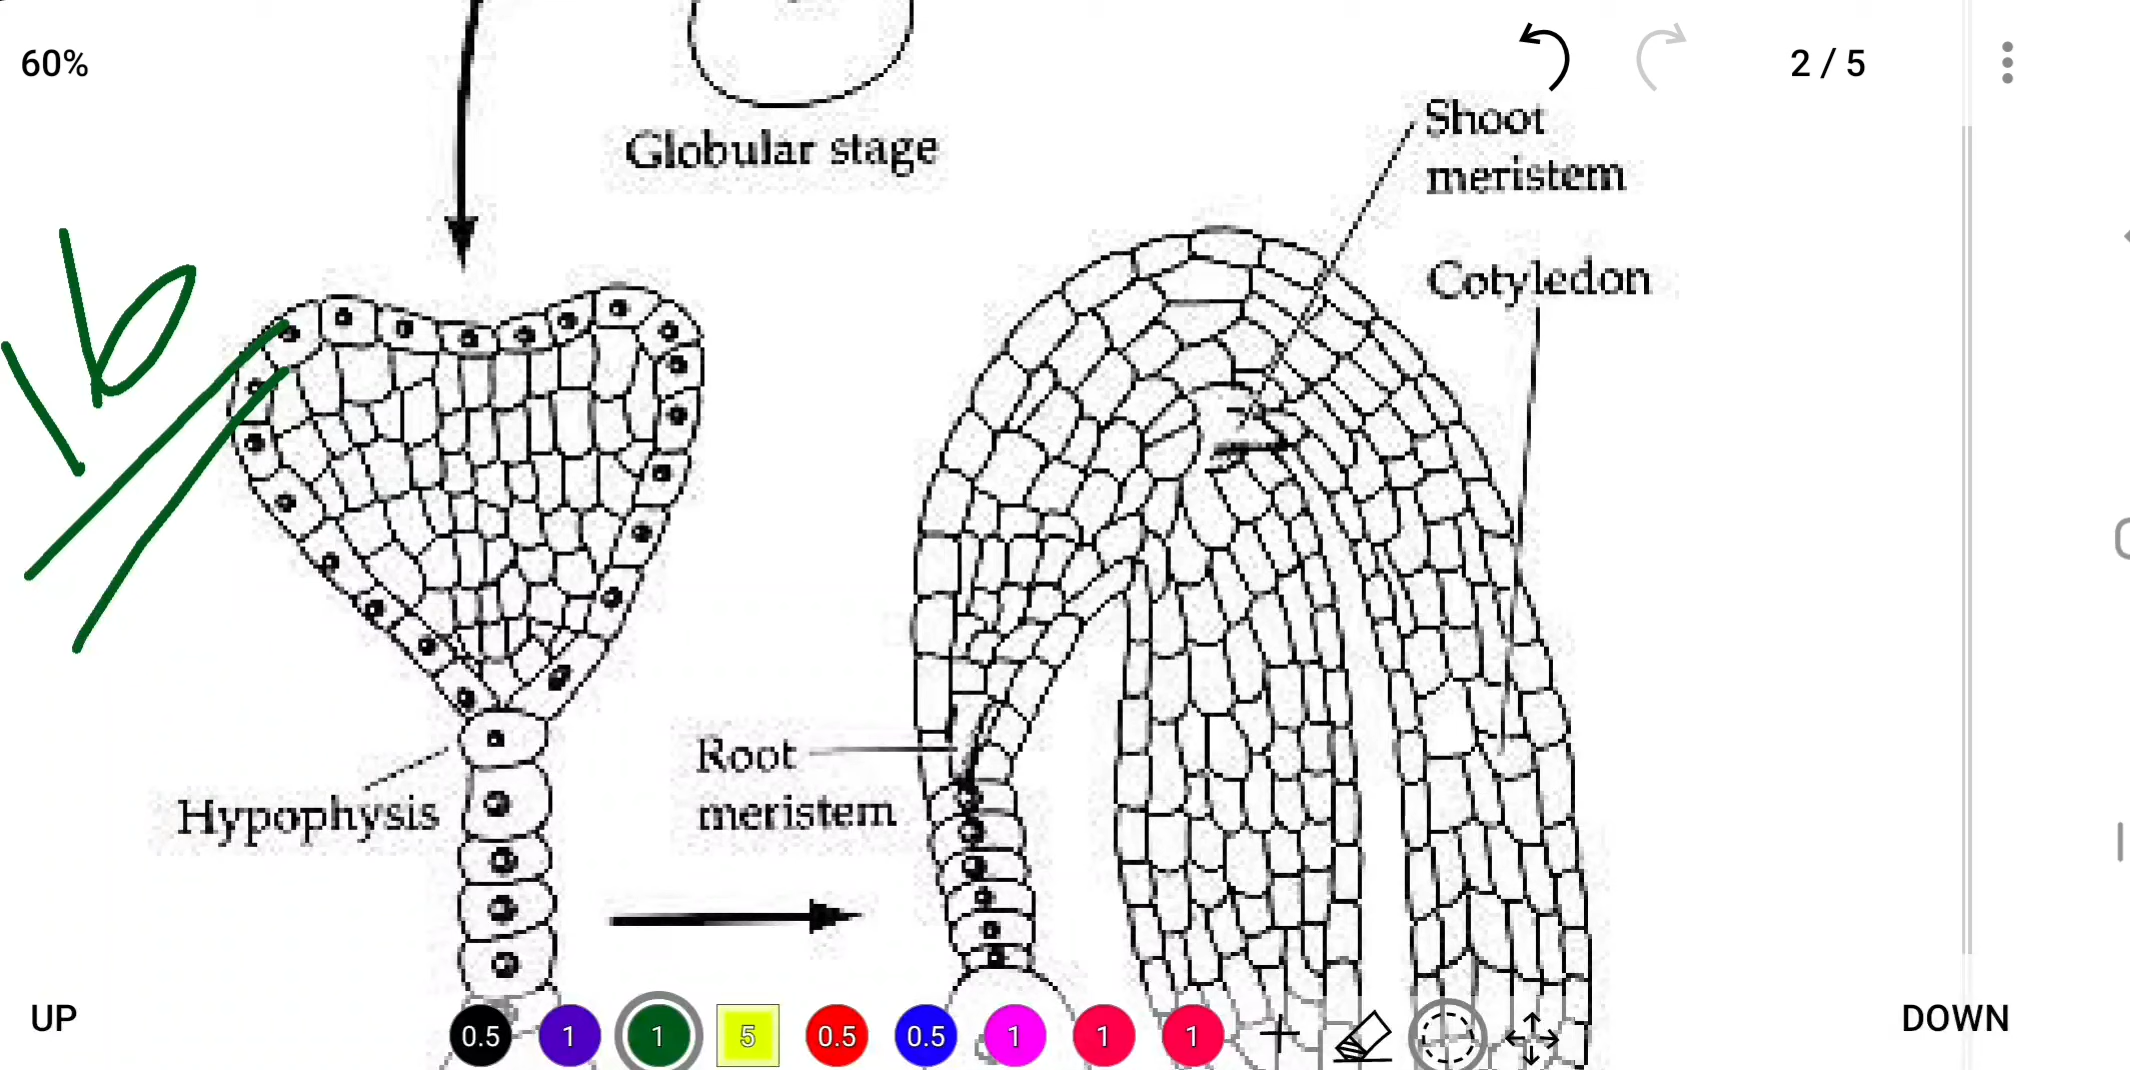 60%
2 / 5
Globular stage
Shoot
meristem
Cotyledon
Root
meristem
Hypophysis
UP
DOWN
0.5
1
1
5
0.5
0.5
1
1
1